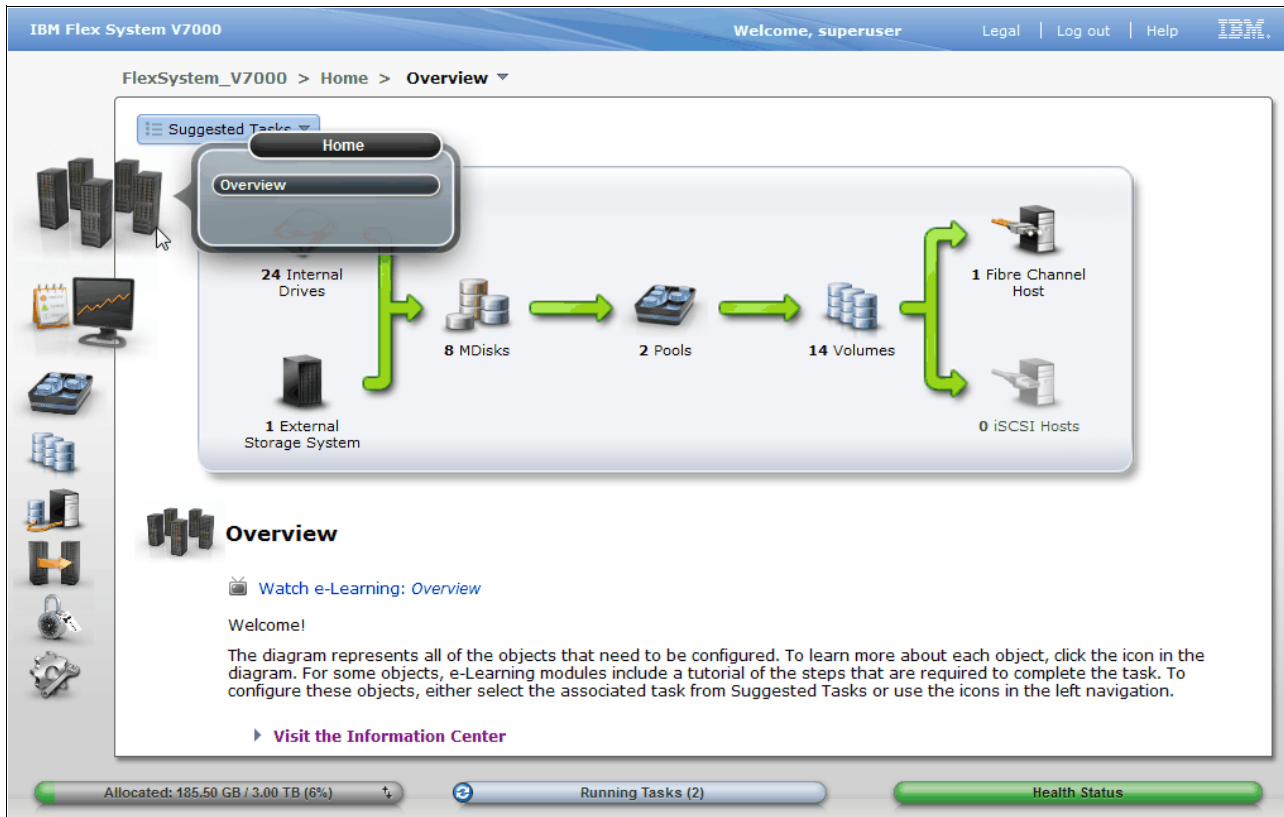 IBM Flex System V7000
Welcome, superuser
Legal | Log out | Help
IBM.
FlexSystem_V7000 > Home > Overview
Suggested Tasks
Home
Overview
24 Internal
Drives
8 MDisks
2 Pools
14 Volumes
1 Fibre Channel
Host
1 External
Storage System
0 iSCSI Hosts
Overview
Watch e-Learning: Overview
Welcome!
The diagram represents all of the objects that need to be configured. To learn more about each object, click the icon in the
diagram. For some objects, e-Learning modules include a tutorial of the steps that are required to complete the task. To
configure these objects, either select the associated task from Suggested Tasks or use the icons in the left navigation.
Visit the Information Center
Allocated: 185.50 GB / 3.00 TB (6%)
Running Tasks (2)
Health Status